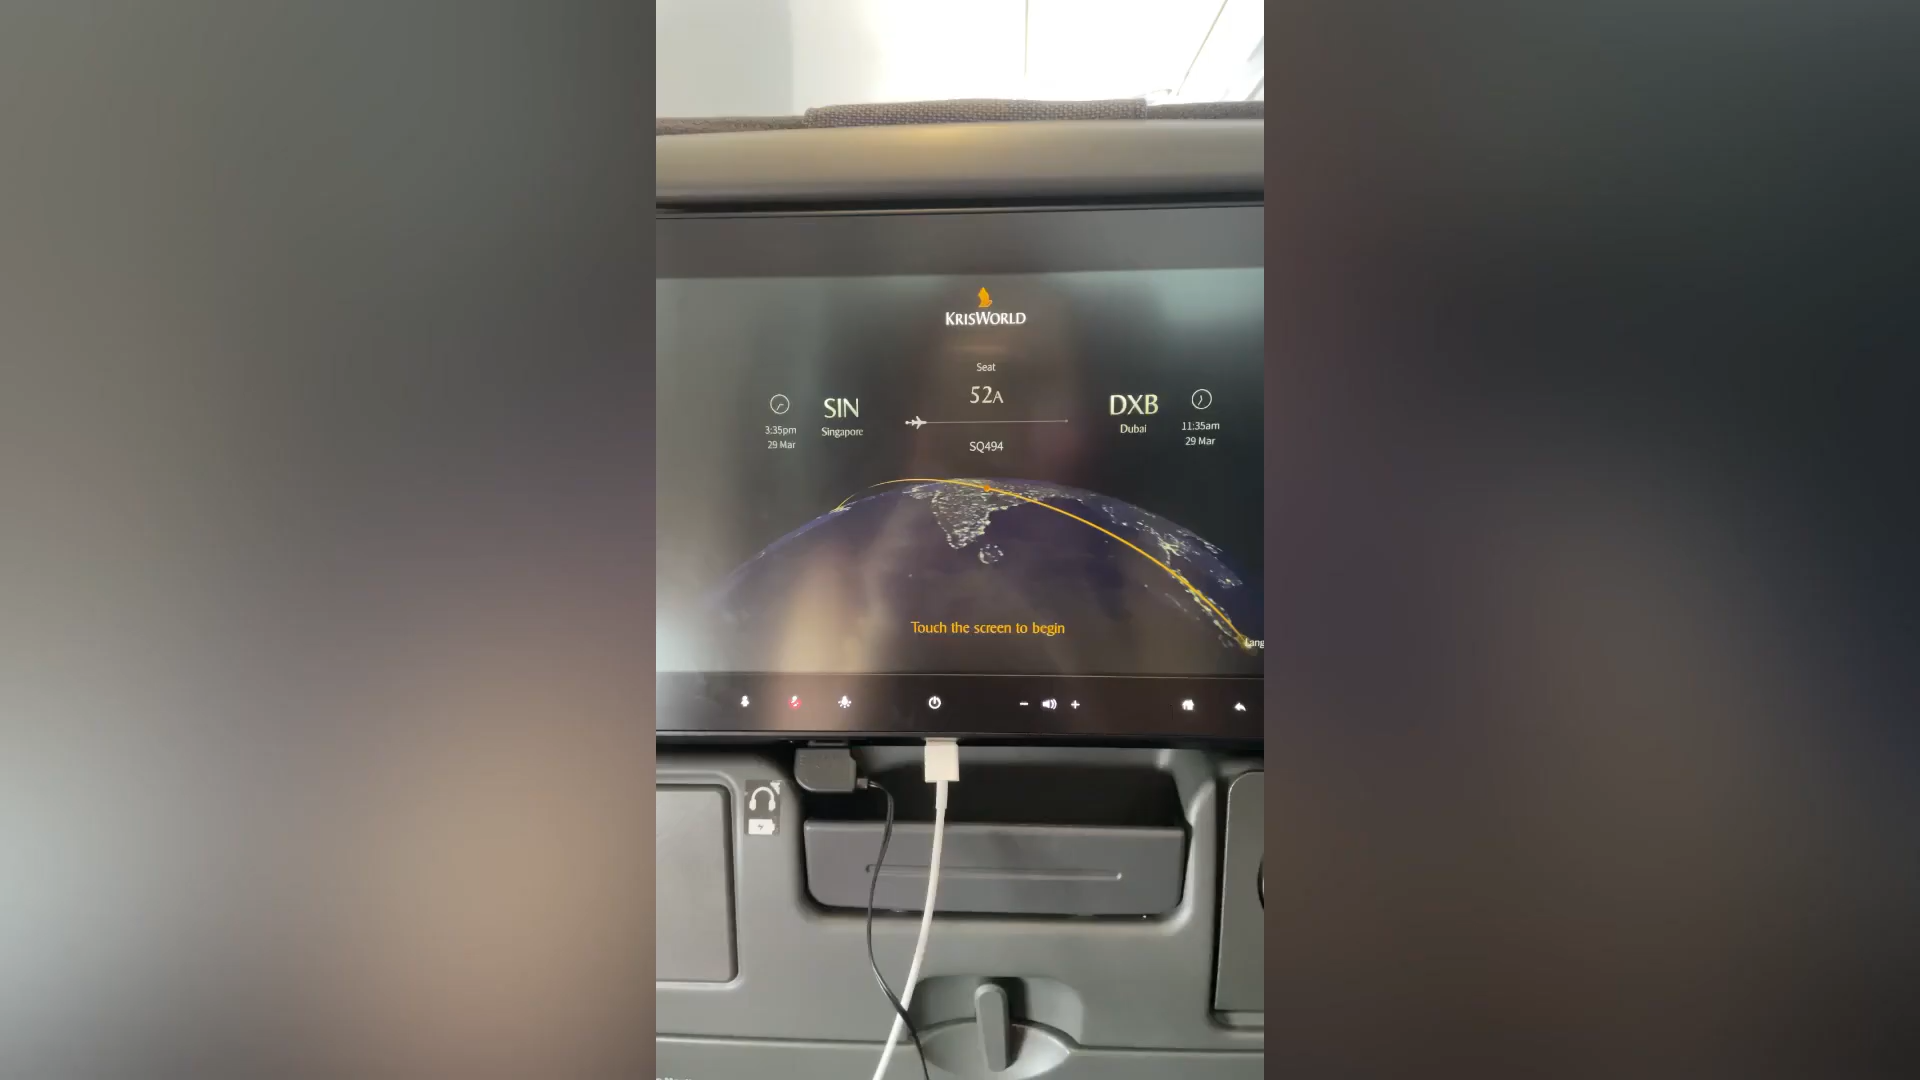 KRISWORLD
Seat
52A
SIN
Singapore
3:35pm
29 Mar
DXB
Dubai
11:35am
29 Mar
SQ494
Touch the screen to begin
Lang